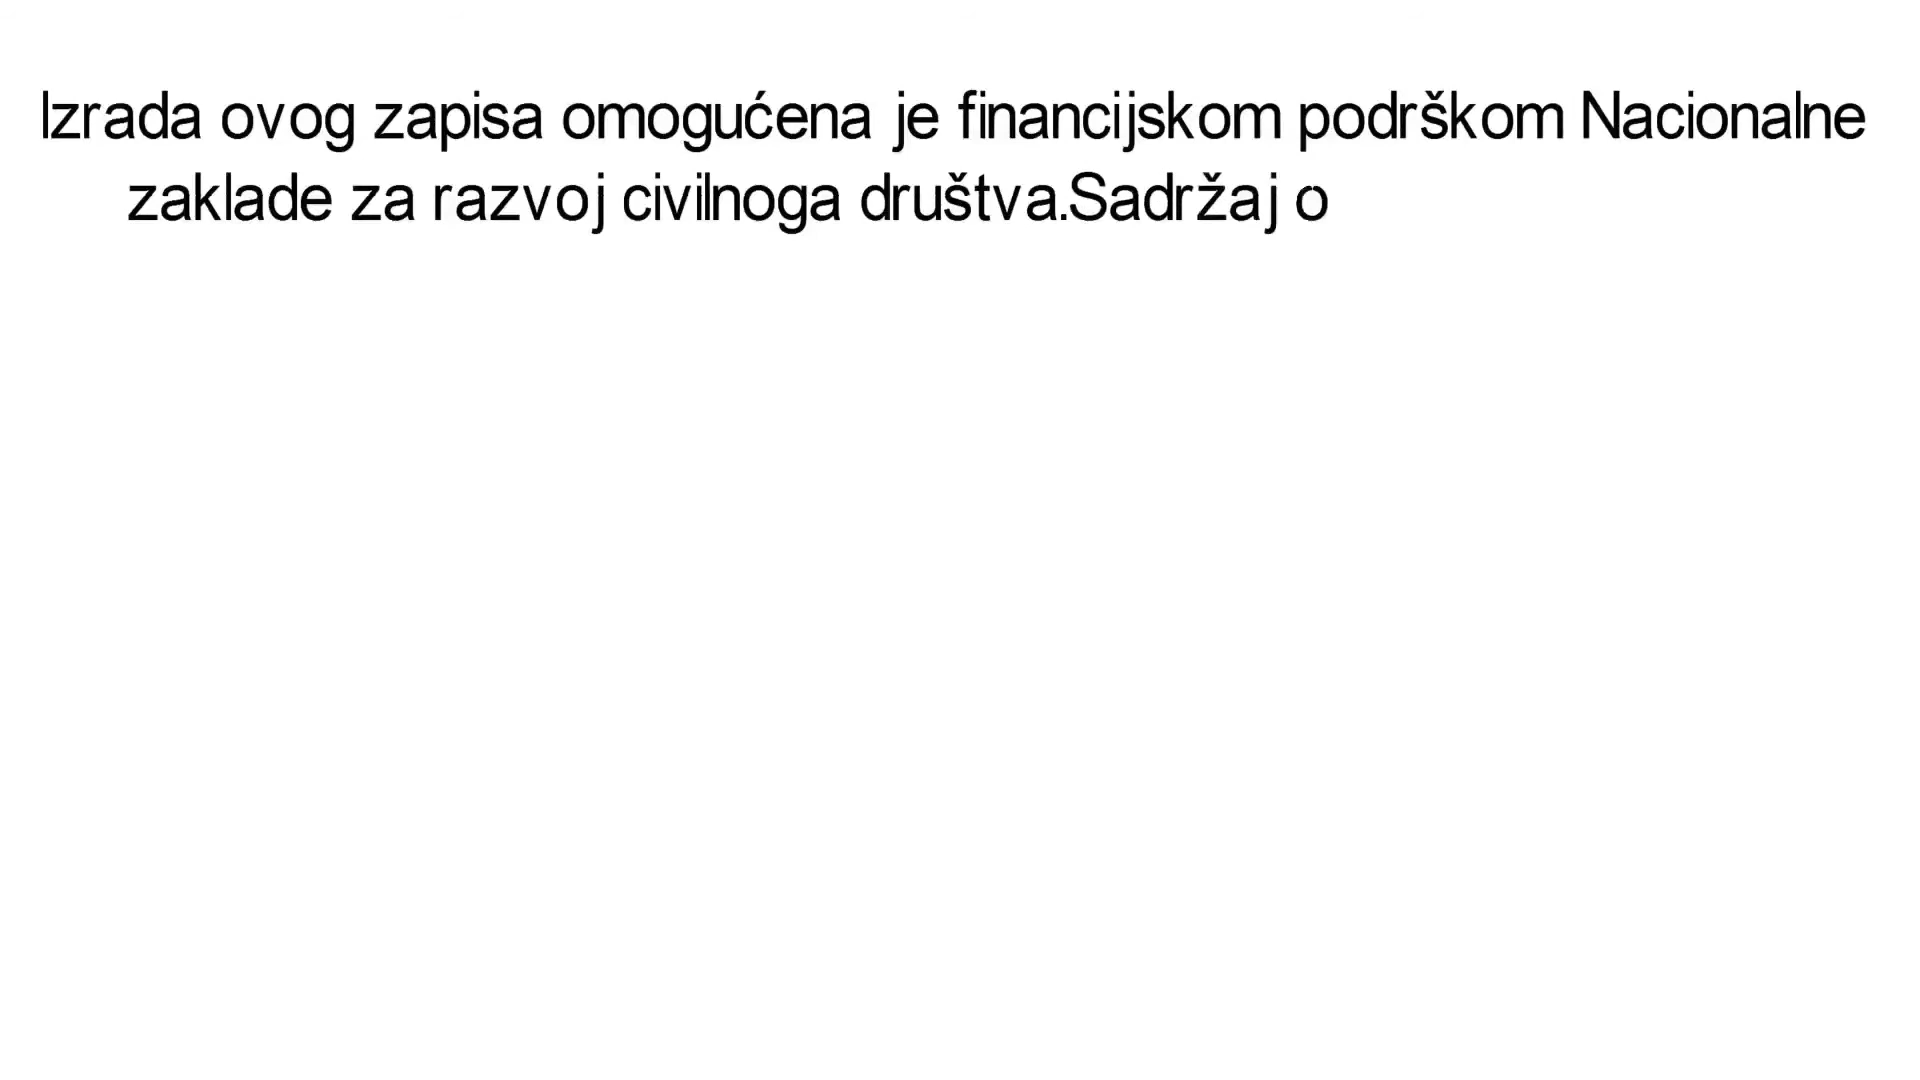 Izrada ovog zapisa omogućena je financijskom podrškom Nacionalne
zaklade za razvoj civilnoga društva.Sadržaj o